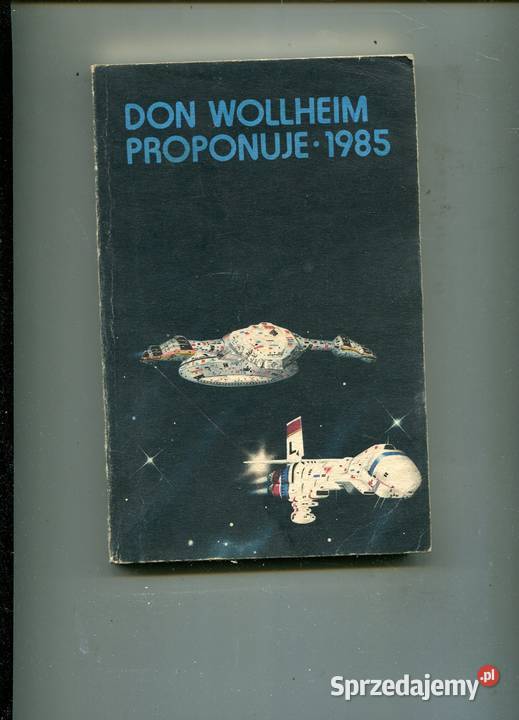 DON WOLLHEIM
PROPONUJE · 1985
Sprzedajemy.pl